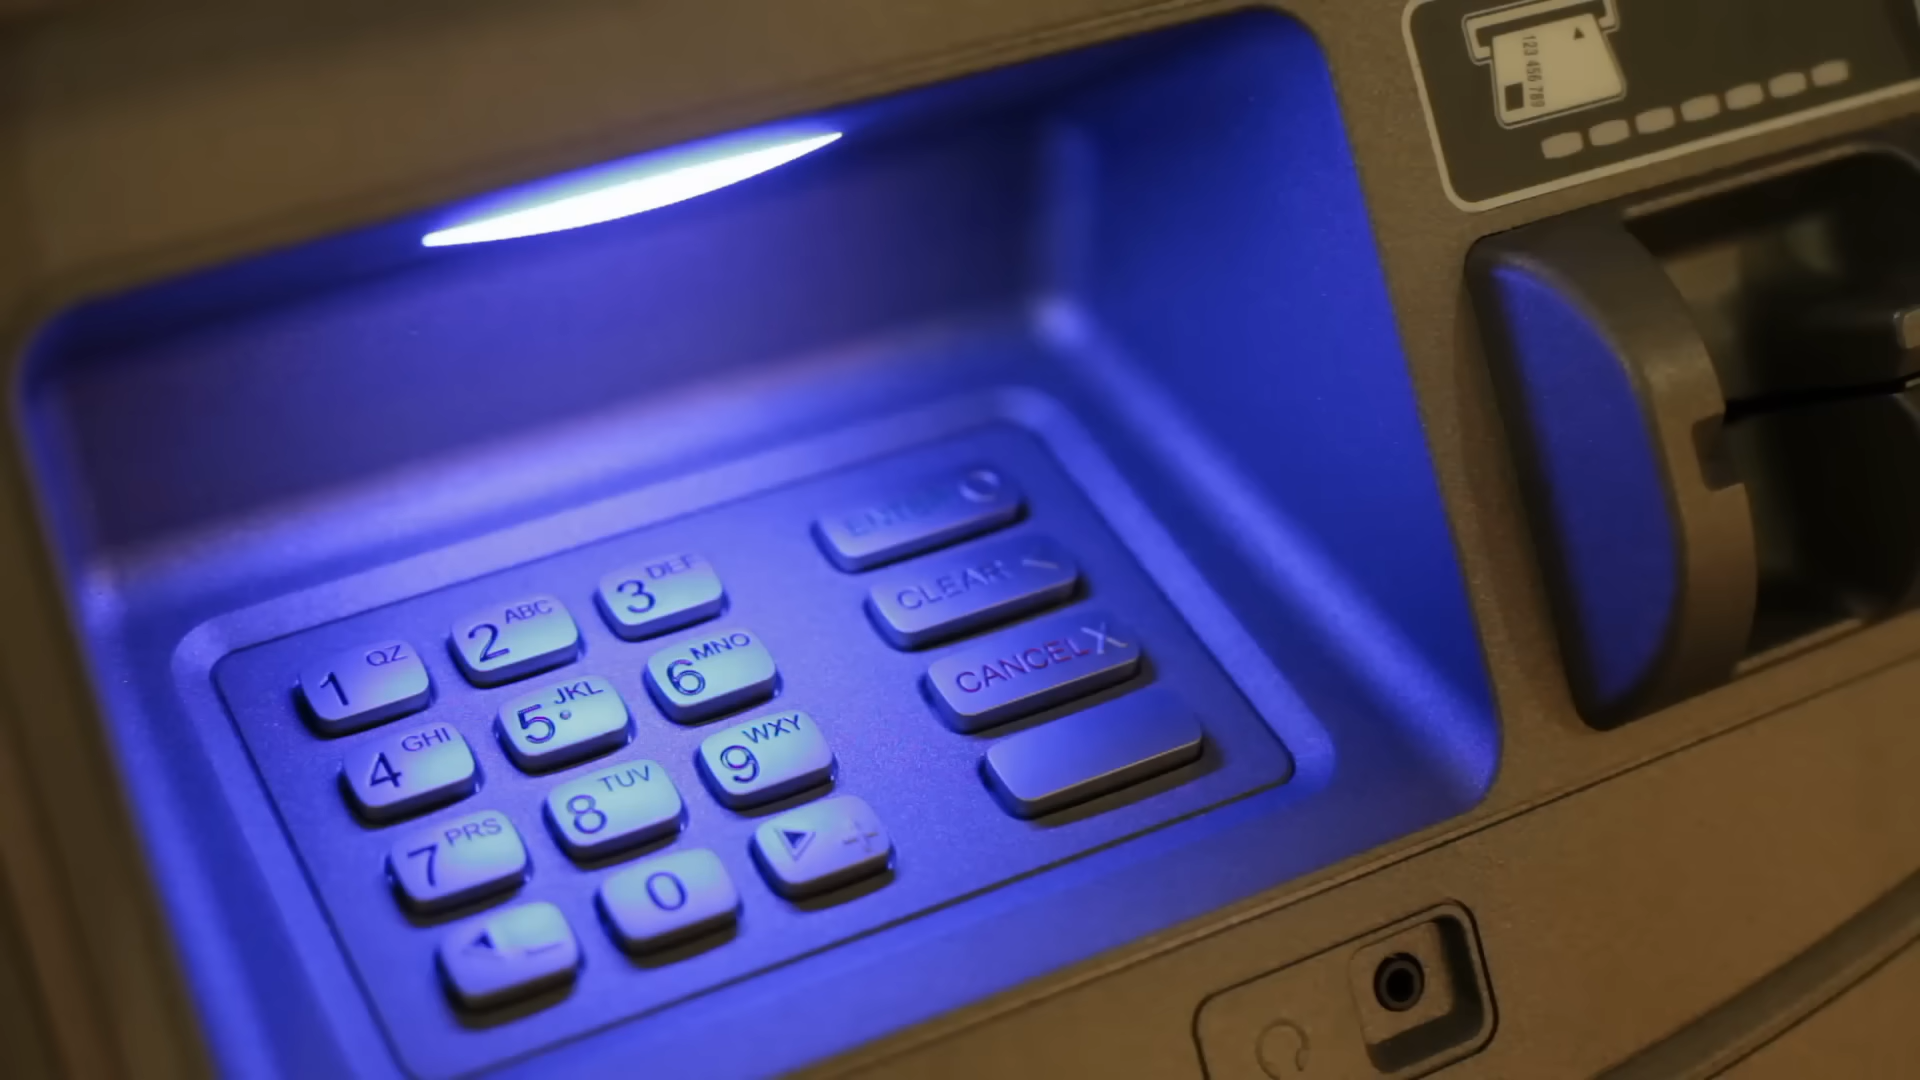 123 456 789
ENTER
CLEAR
CANCEL X
1 QZ
2 ABC
3 DEF
4 GHI
5 JKL
6 MNO
7 PRS
8 TUV
9 WXY
0